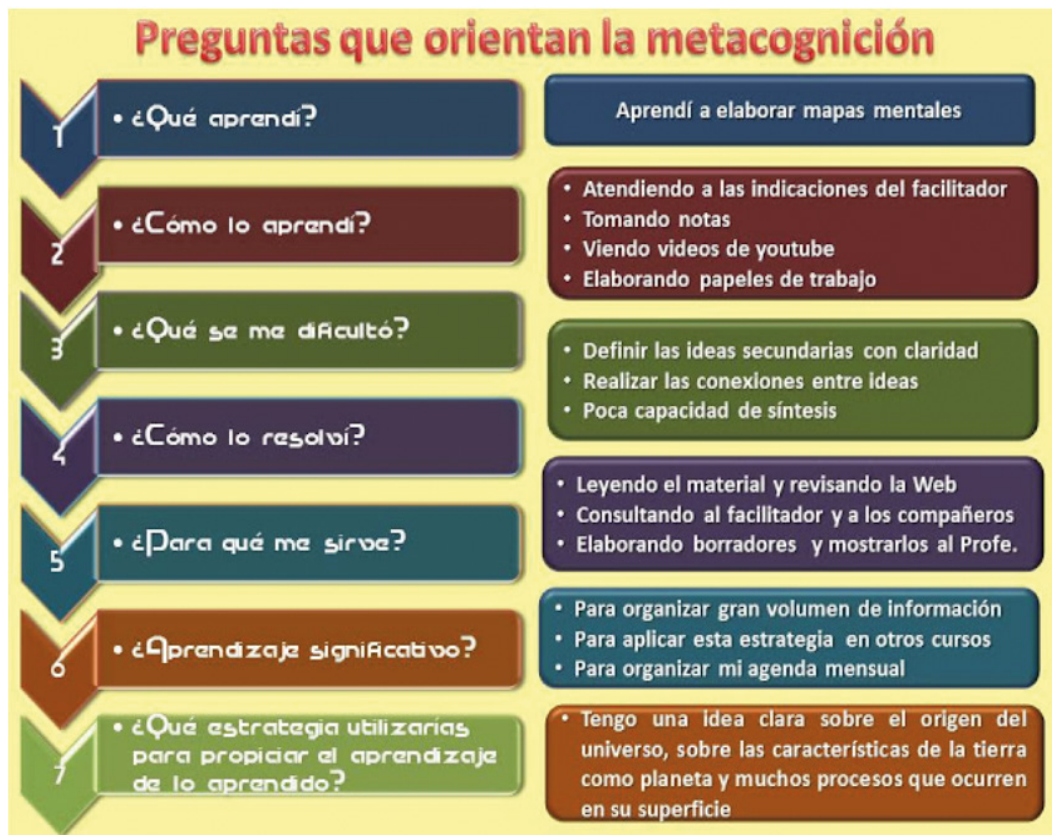 Preguntas que orientan la metacognición
1
• ¿Qué aprendí?
Aprendí a elaborar mapas mentales
2
• ¿Cómo lo aprendí?
• Atendiendo a las indicaciones del facilitador
• Tomando notas
• Viendo videos de youtube
• Elaborando papeles de trabajo
3
• ¿Qué se me dificultó?
• Definir las ideas secundarias con claridad
• Realizar las conexiones entre ideas
• Poca capacidad de síntesis
4
• ¿Cómo lo resolví?
• Leyendo el material y revisando la Web
• Consultando al facilitador y a los compañeros
• Elaborando borradores y mostrarlos al Profe.
5
• ¿Para qué me sirve?
• Para organizar gran volumen de información
• Para aplicar esta estrategia en otros cursos
• Para organizar mi agenda mensual
6
• ¿Aprendizaje significativo?
• Tengo una idea clara sobre el origen del
universo, sobre las características de la tierra
como planeta y muchos procesos que ocurren
en su superficie
7
• ¿Qué estrategia utilizarías
para propiciar el aprendizaje
de lo aprendido?